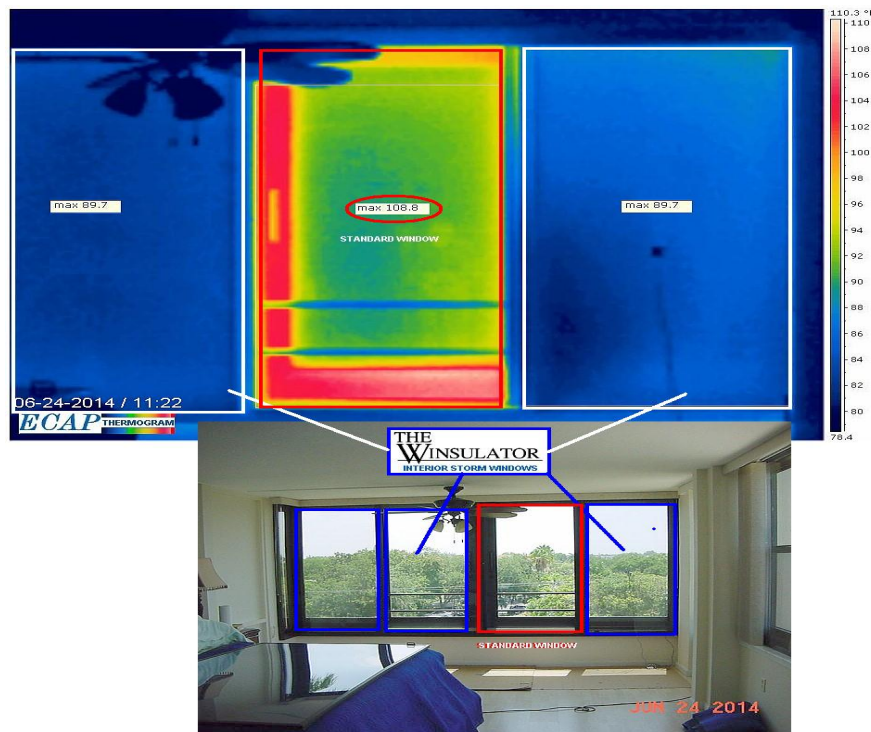 110.3 °F
110
108
106
104
102
100
98
96
94
92
90
88
86
84
82
80
78.4
max 89.7
max 108.8
max 89.7
STANDARD WINDOW
06-24-2014 / 11:22
ECAP THERMOGRAM
THE
WINSULATOR
INTERIOR STORM WINDOWS
STANDARD WINDOW
JUN 24 2014